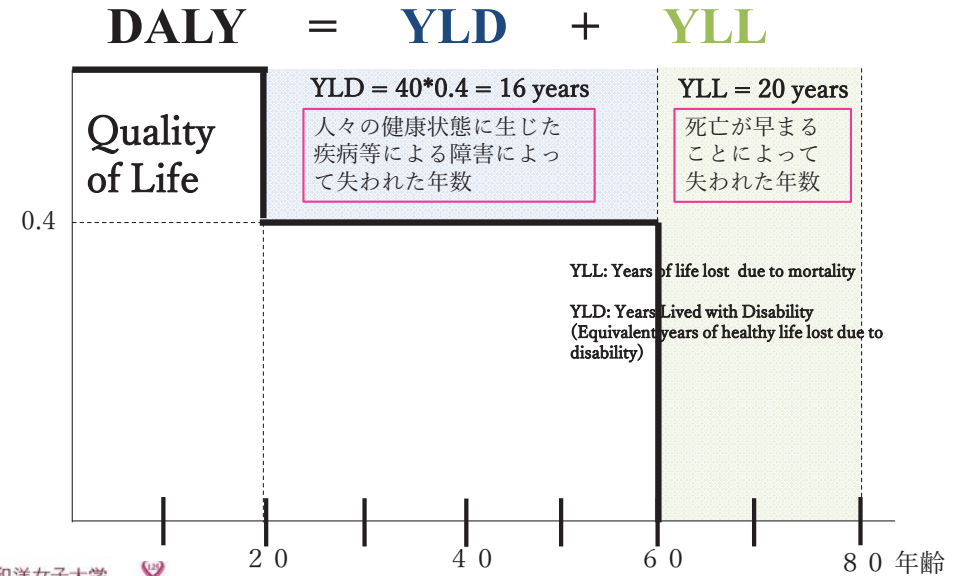 DALY = YLD + YLL
YLD = 40*0.4 = 16 years
人々の健康状態に生じた
疾病等による障害によっ
て失われた年数
YLL = 20 years
死亡が早まる
ことによって
失われた年数
Quality
of Life
0.4
YLL: Years of life lost due to mortality
YLD: Years Lived with Disability
(Equivalent years of healthy life lost due to
disability)
20 40 60 80 年齢